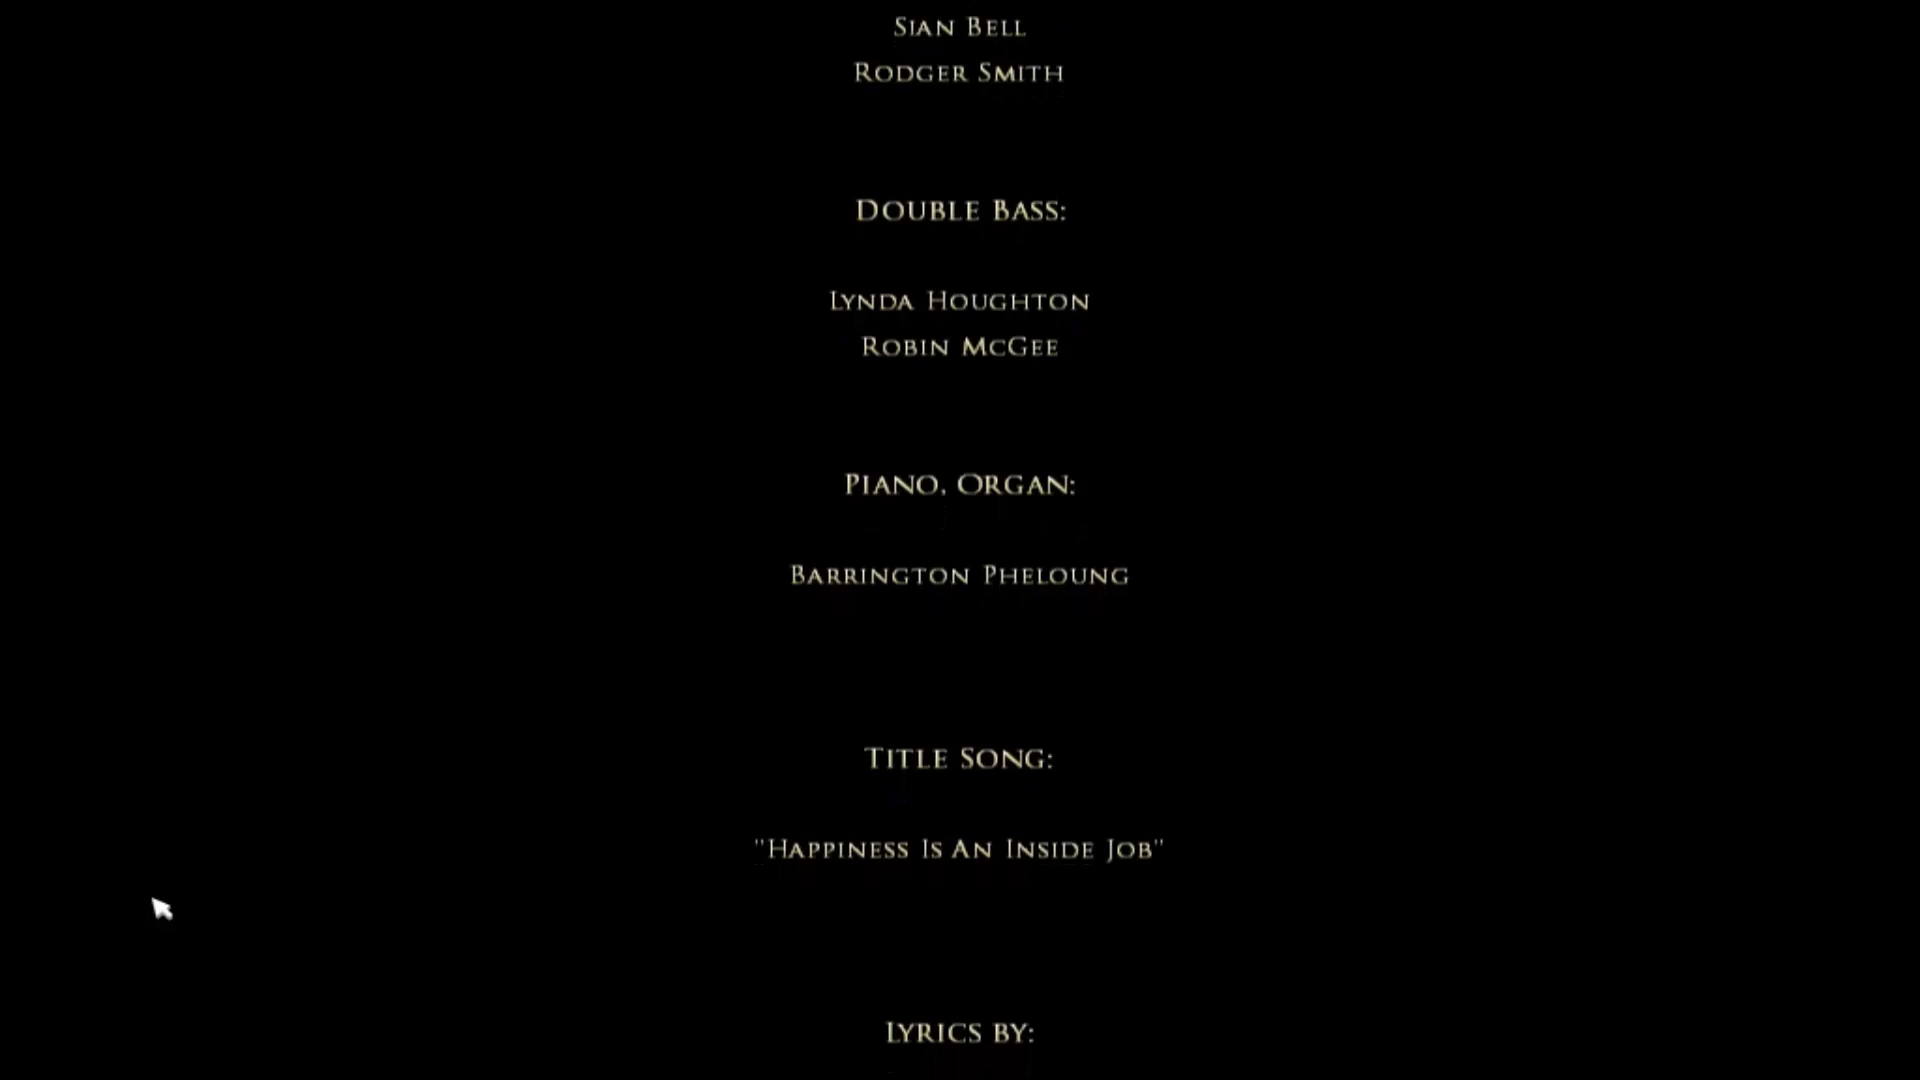 Sian Bell
Rodger Smith
Double Bass:
Lynda Houghton
Robin McGee
Piano, Organ:
Barrington Pheloung
Title Song:
"Happiness Is An Inside Job"
Lyrics by: